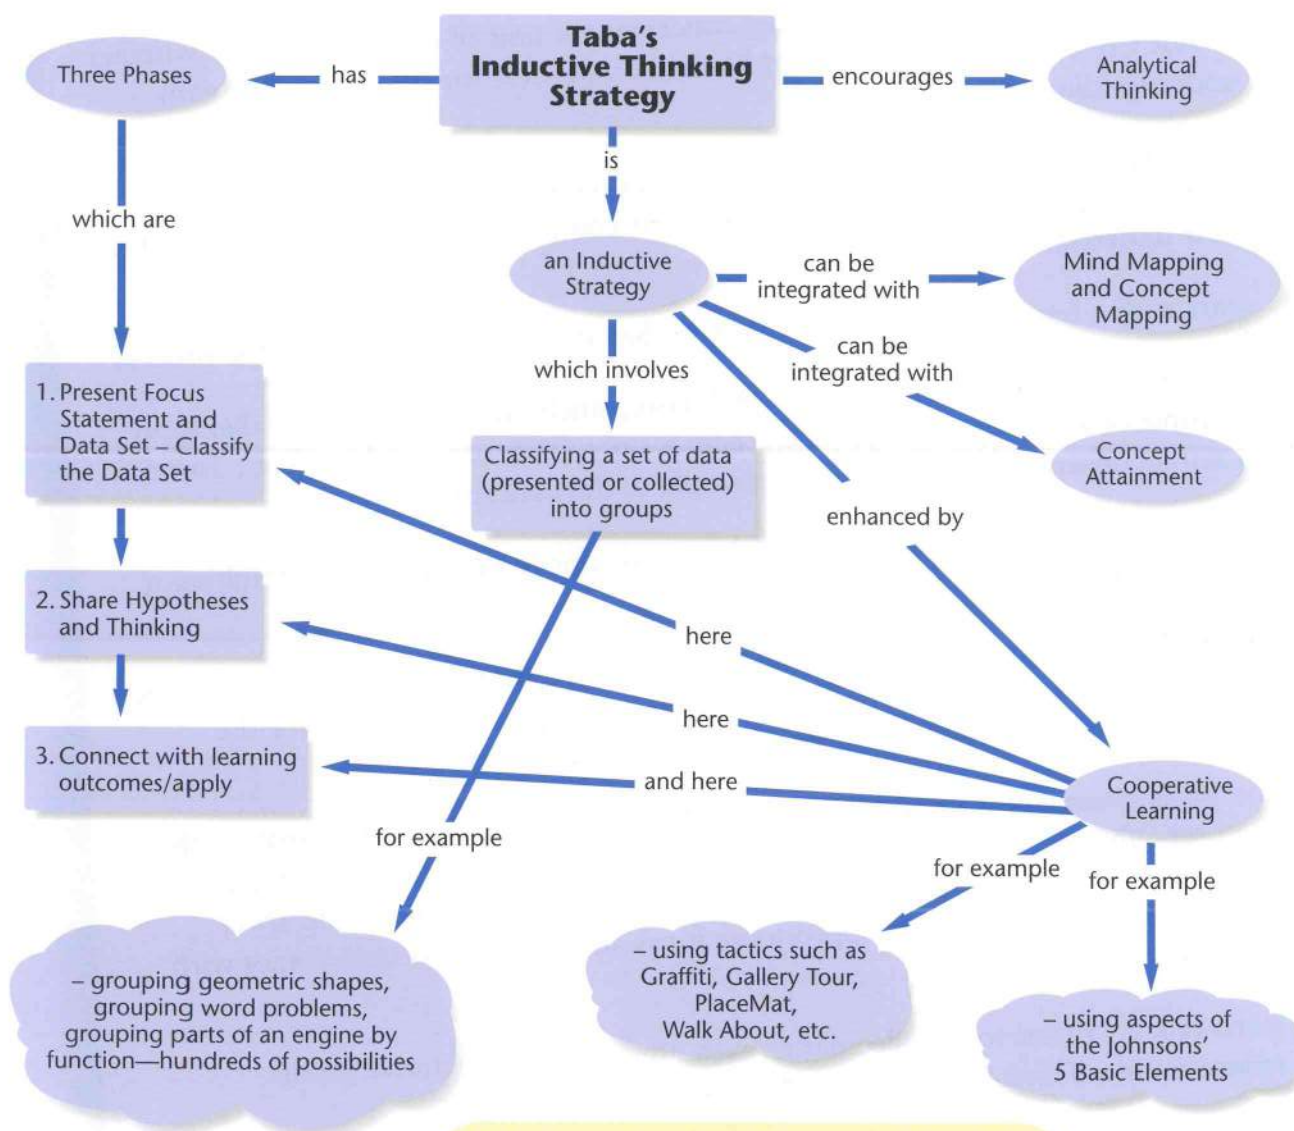 Taba's
Inductive Thinking
Strategy
Three Phases
has
encourages
Analytical
Thinking
is
which are
an Inductive
Strategy
can be
integrated with
Mind Mapping
and Concept
Mapping
can be
integrated with
which involves
1. Present Focus
Statement and
Data Set – Classify
the Data Set
Classifying a set of data
(presented or collected)
into groups
Concept
Attainment
enhanced by
2. Share Hypotheses
and Thinking
here
here
3. Connect with learning
outcomes/apply
and here
Cooperative
Learning
for example
for example
for example
– grouping geometric shapes,
grouping word problems,
grouping parts of an engine by
function—hundreds of possibilities
– using tactics such as
Graffiti, Gallery Tour,
PlaceMat,
Walk About, etc.
– using aspects of
the Johnsons'
5 Basic Elements